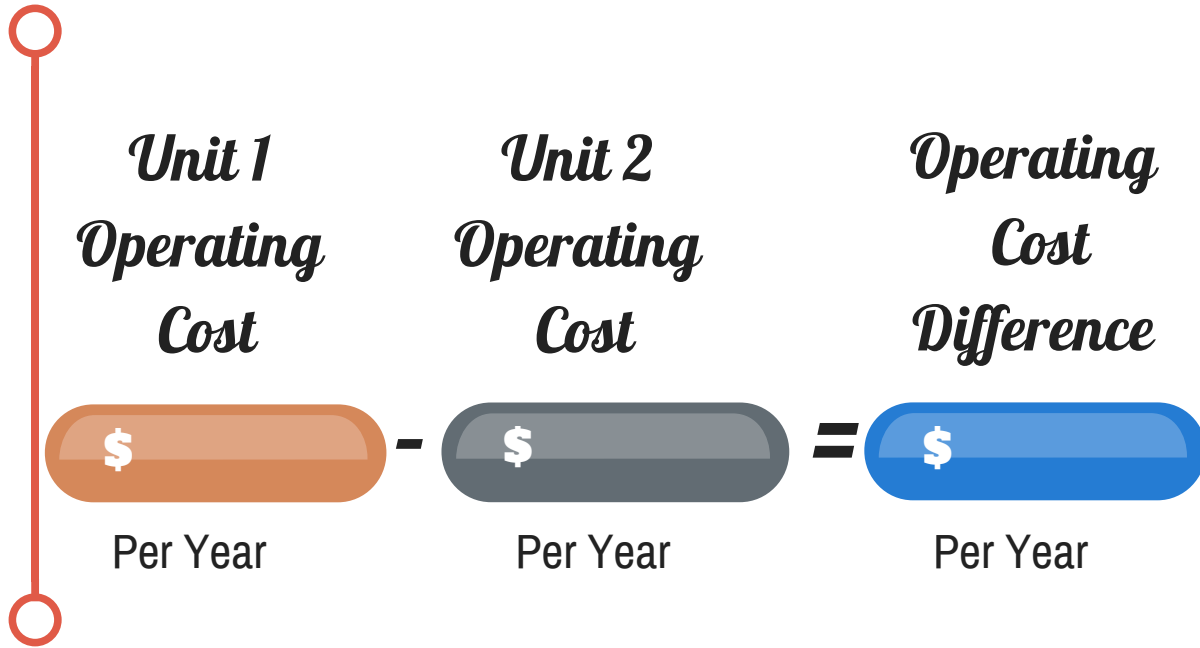 Unit 1
Operating
Cost
$
Per Year
-
Unit 2
Operating
Cost
$
Per Year
=
Operating
Cost
Difference
$
Per Year